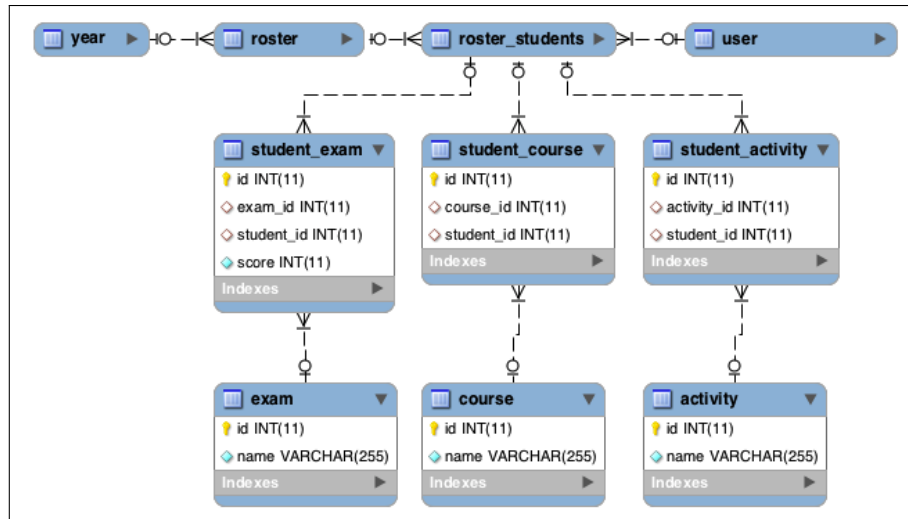 year
roster
roster_students
user
student_exam
id INT(11)
exam_id INT(11)
student_id INT(11)
score INT(11)
Indexes
student_course
id INT(11)
course_id INT(11)
student_id INT(11)
Indexes
student_activity
id INT(11)
activity_id INT(11)
student_id INT(11)
Indexes
exam
id INT(11)
name VARCHAR(255)
Indexes
course
id INT(11)
name VARCHAR(255)
Indexes
activity
id INT(11)
name VARCHAR(255)
Indexes